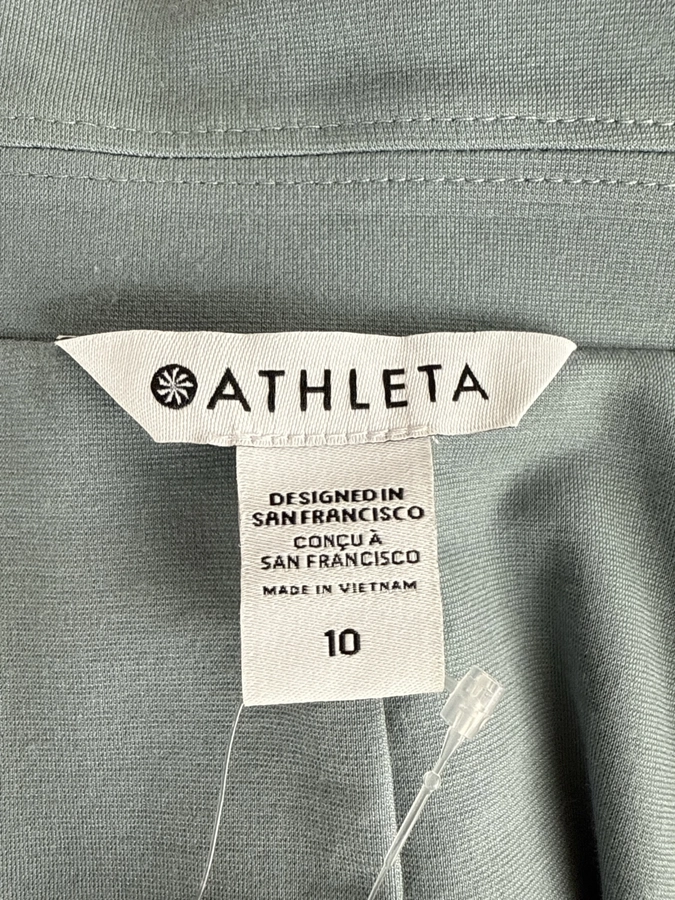 ATHLETA
DESIGNED IN
SAN FRANCISCO
CONÇU À
SAN FRANCISCO
MADE IN VIETNAM
10